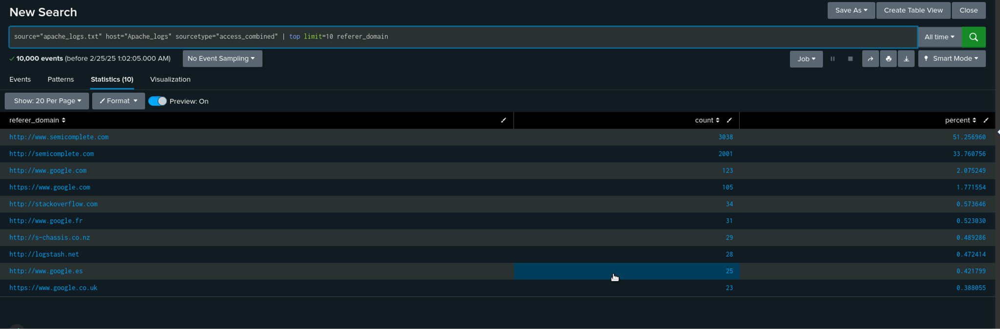 New Search
Save As
Create Table View
Close
source="apache_logs.txt" host="Apache_logs" sourcetype="access_combined" | top limit=10 referer_domain
All time
10,000 events (before 2/25/25 1:02:05.000 AM)
No Event Sampling
Job
Smart Mode
Events Patterns Statistics (10) Visualization
Show: 20 Per Page
Format
Preview: On
referer_domain count percent
http://www.semicomplete.com 3038 51.256960
http://semicomplete.com 2001 33.760756
http://www.google.com 123 2.075249
https://www.google.com 105 1.771554
http://stackoverflow.com 34 0.573646
http://www.google.fr 31 0.523030
http://s-chassis.co.nz 29 0.489286
http://logstash.net 28 0.472414
http://www.google.es 25 0.421799
https://www.google.co.uk 23 0.388055